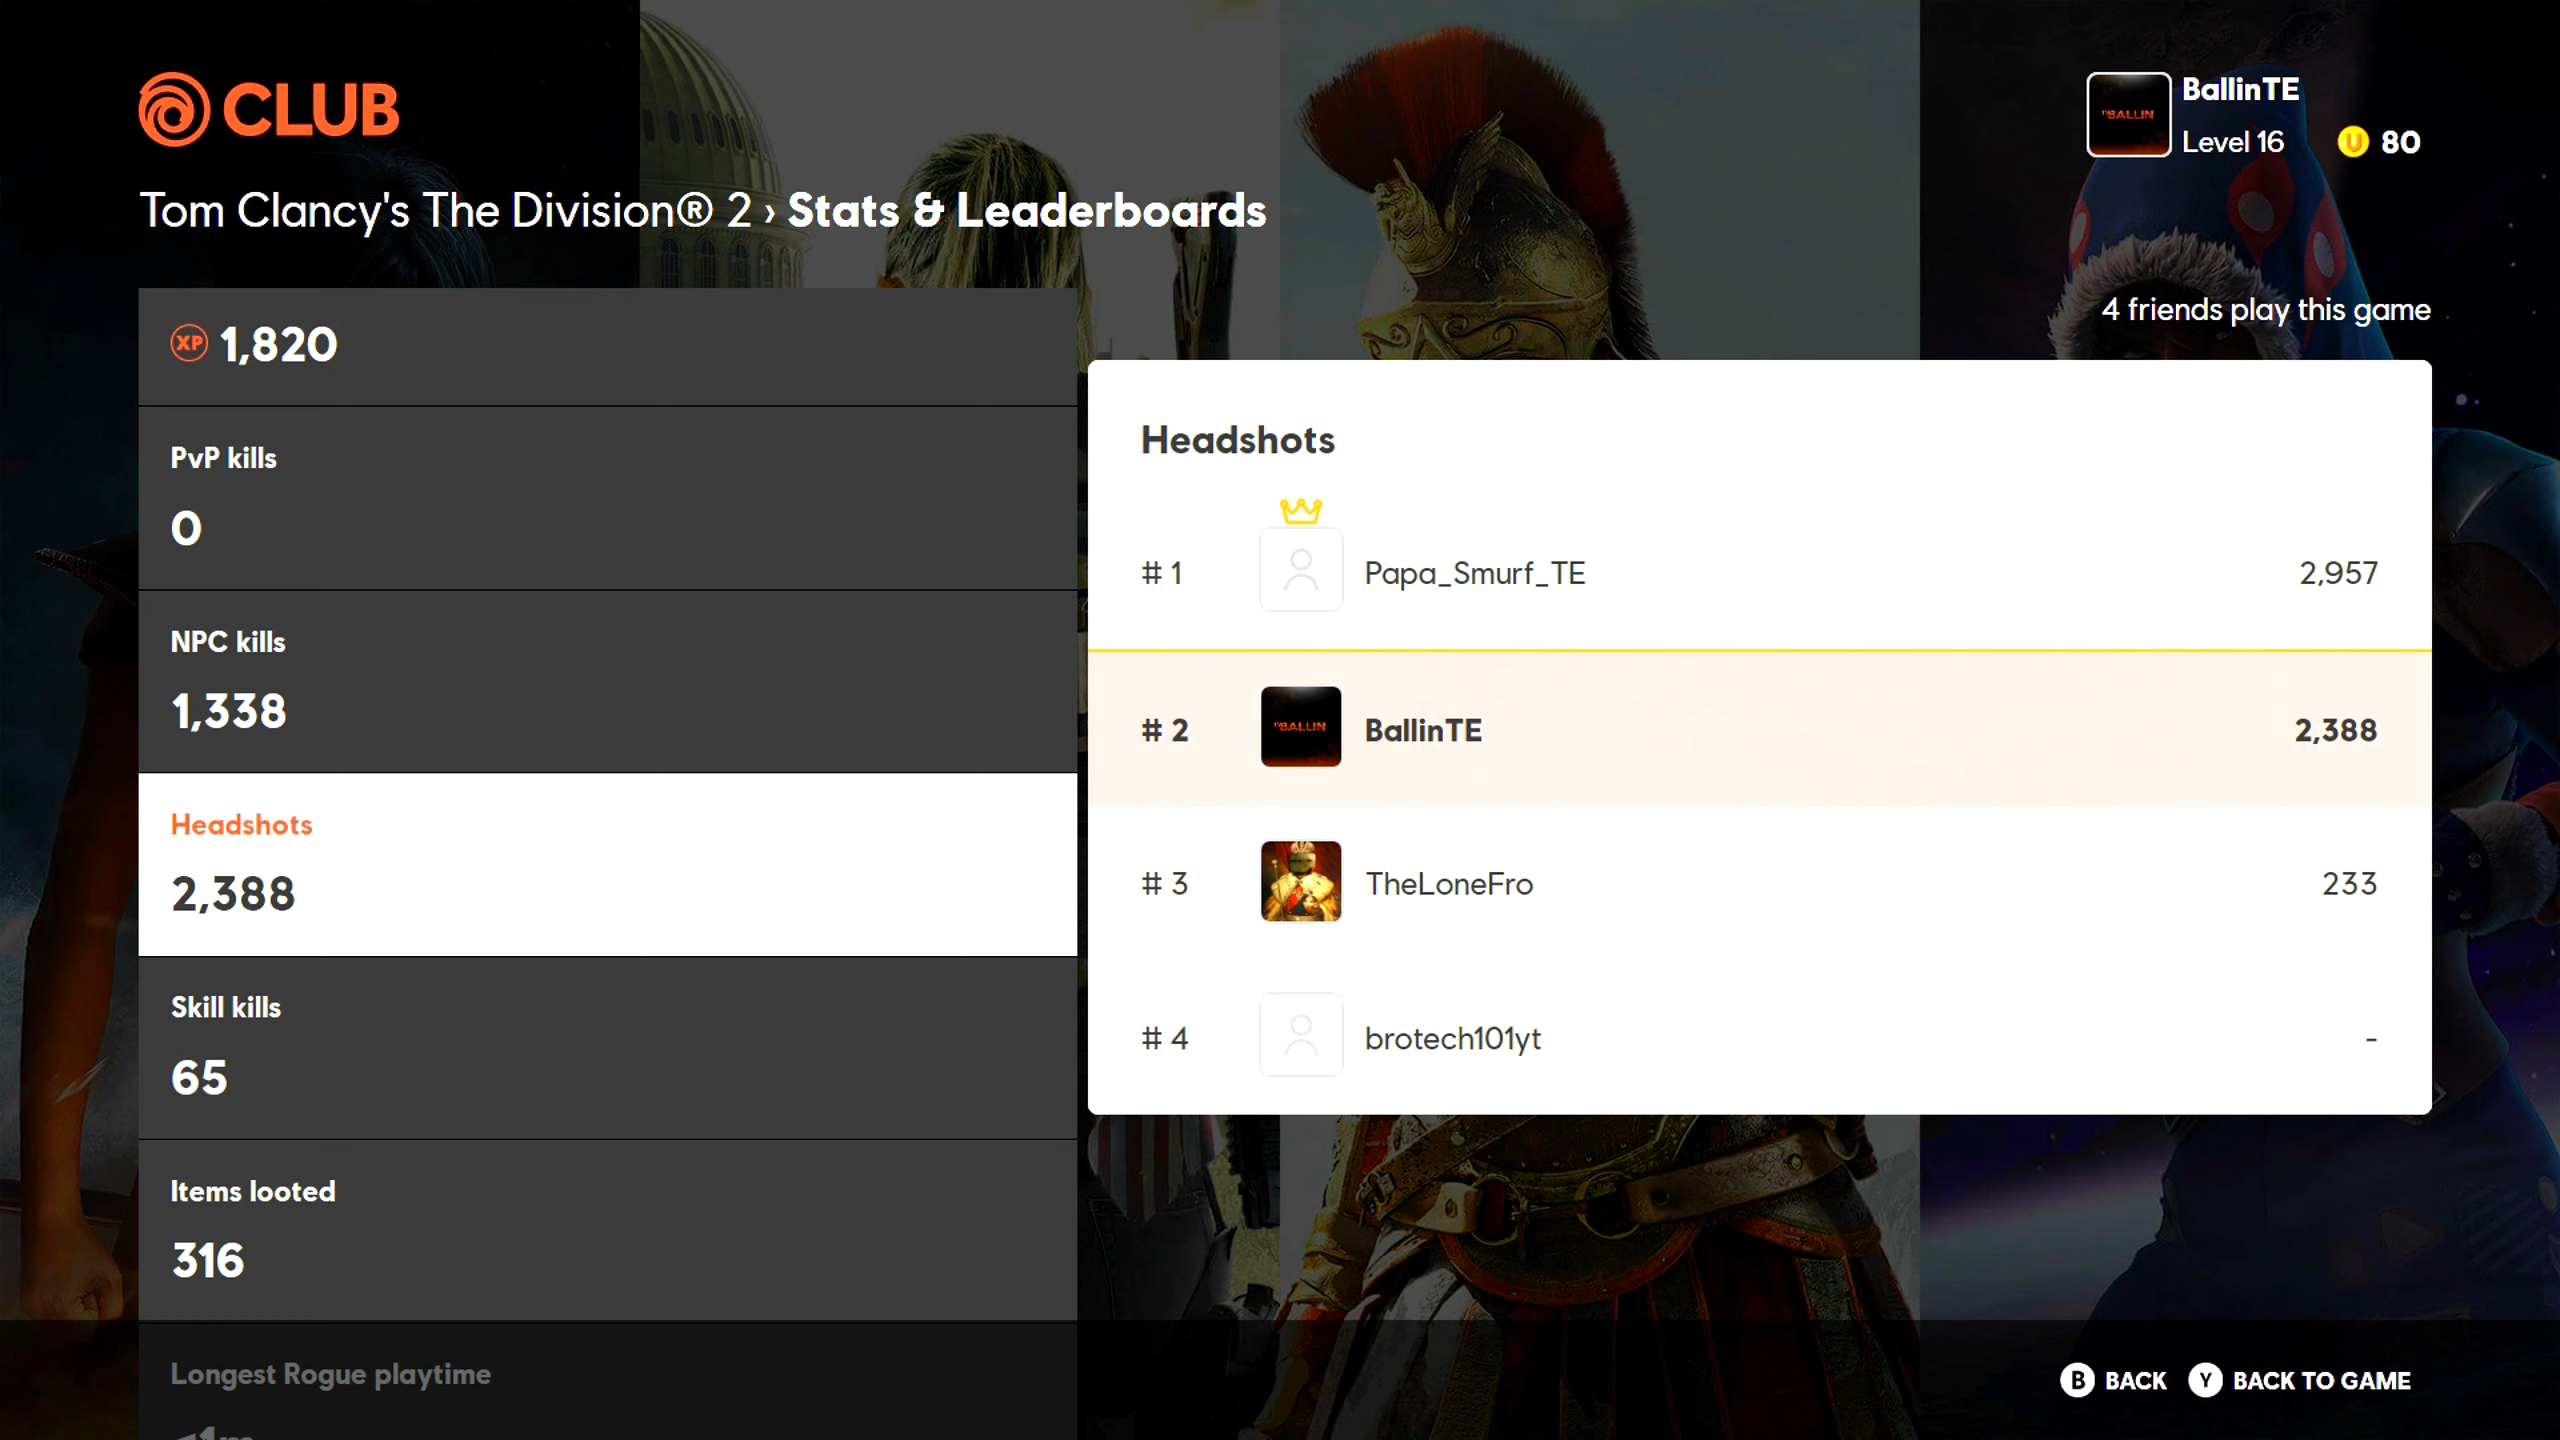 CLUB
BallinTE
Level 16
U 80
Tom Clancy's The Division® 2 › Stats & Leaderboards
4 friends play this game
XP 1,820
PvP kills
0
NPC kills
1,338
Headshots
2,388
Skill kills
65
Items looted
316
Longest Rogue playtime
Headshots
# 1 Papa_Smurf_TE 2,957
# 2 BallinTE 2,388
# 3 TheLoneFro 233
# 4 brotech101yt -
B BACK Y BACK TO GAME